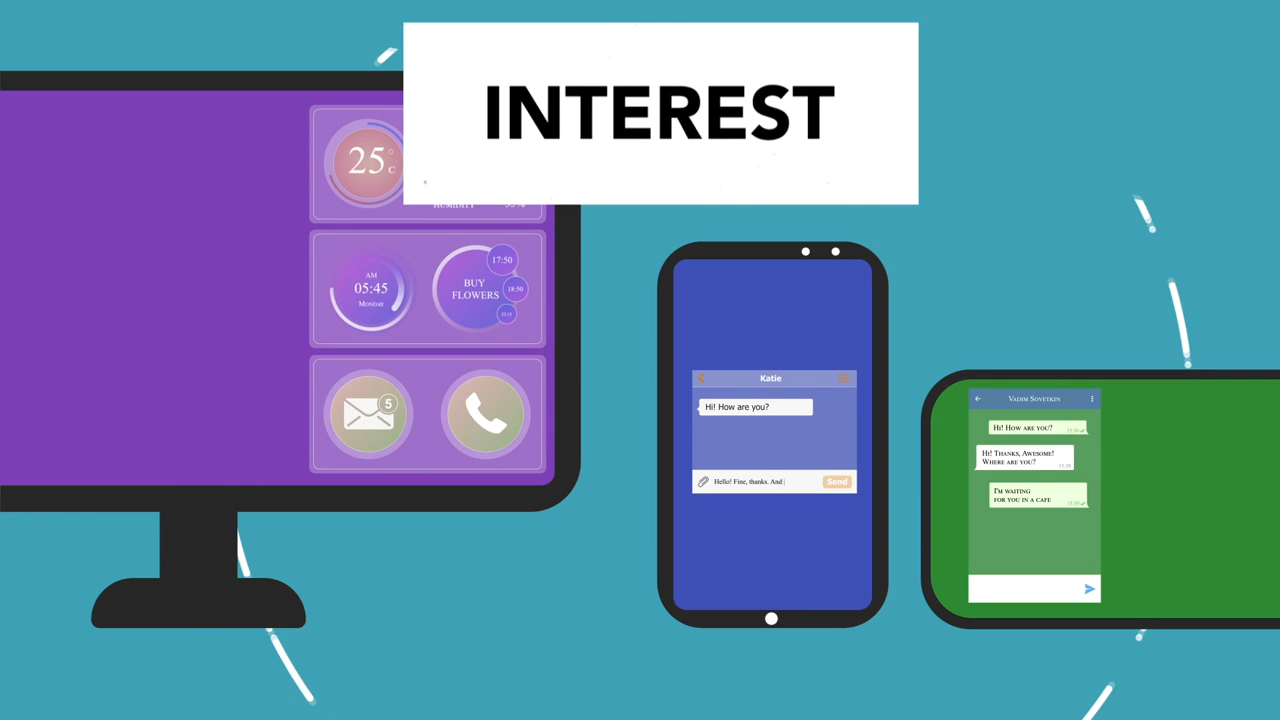 INTEREST
25°C
HUMIDITY
AM
05:45
MONDAY
BUY
FLOWERS
17:50
18:50
5
Katie
Hi! How are you?
Hello! Fine, thanks. And
Send
VADIM SOVETKIN
HI! HOW ARE YOU?
HI! THANKS, AWESOME!
WHERE ARE YOU?
I'M WAITING
FOR YOU IN A CAFE